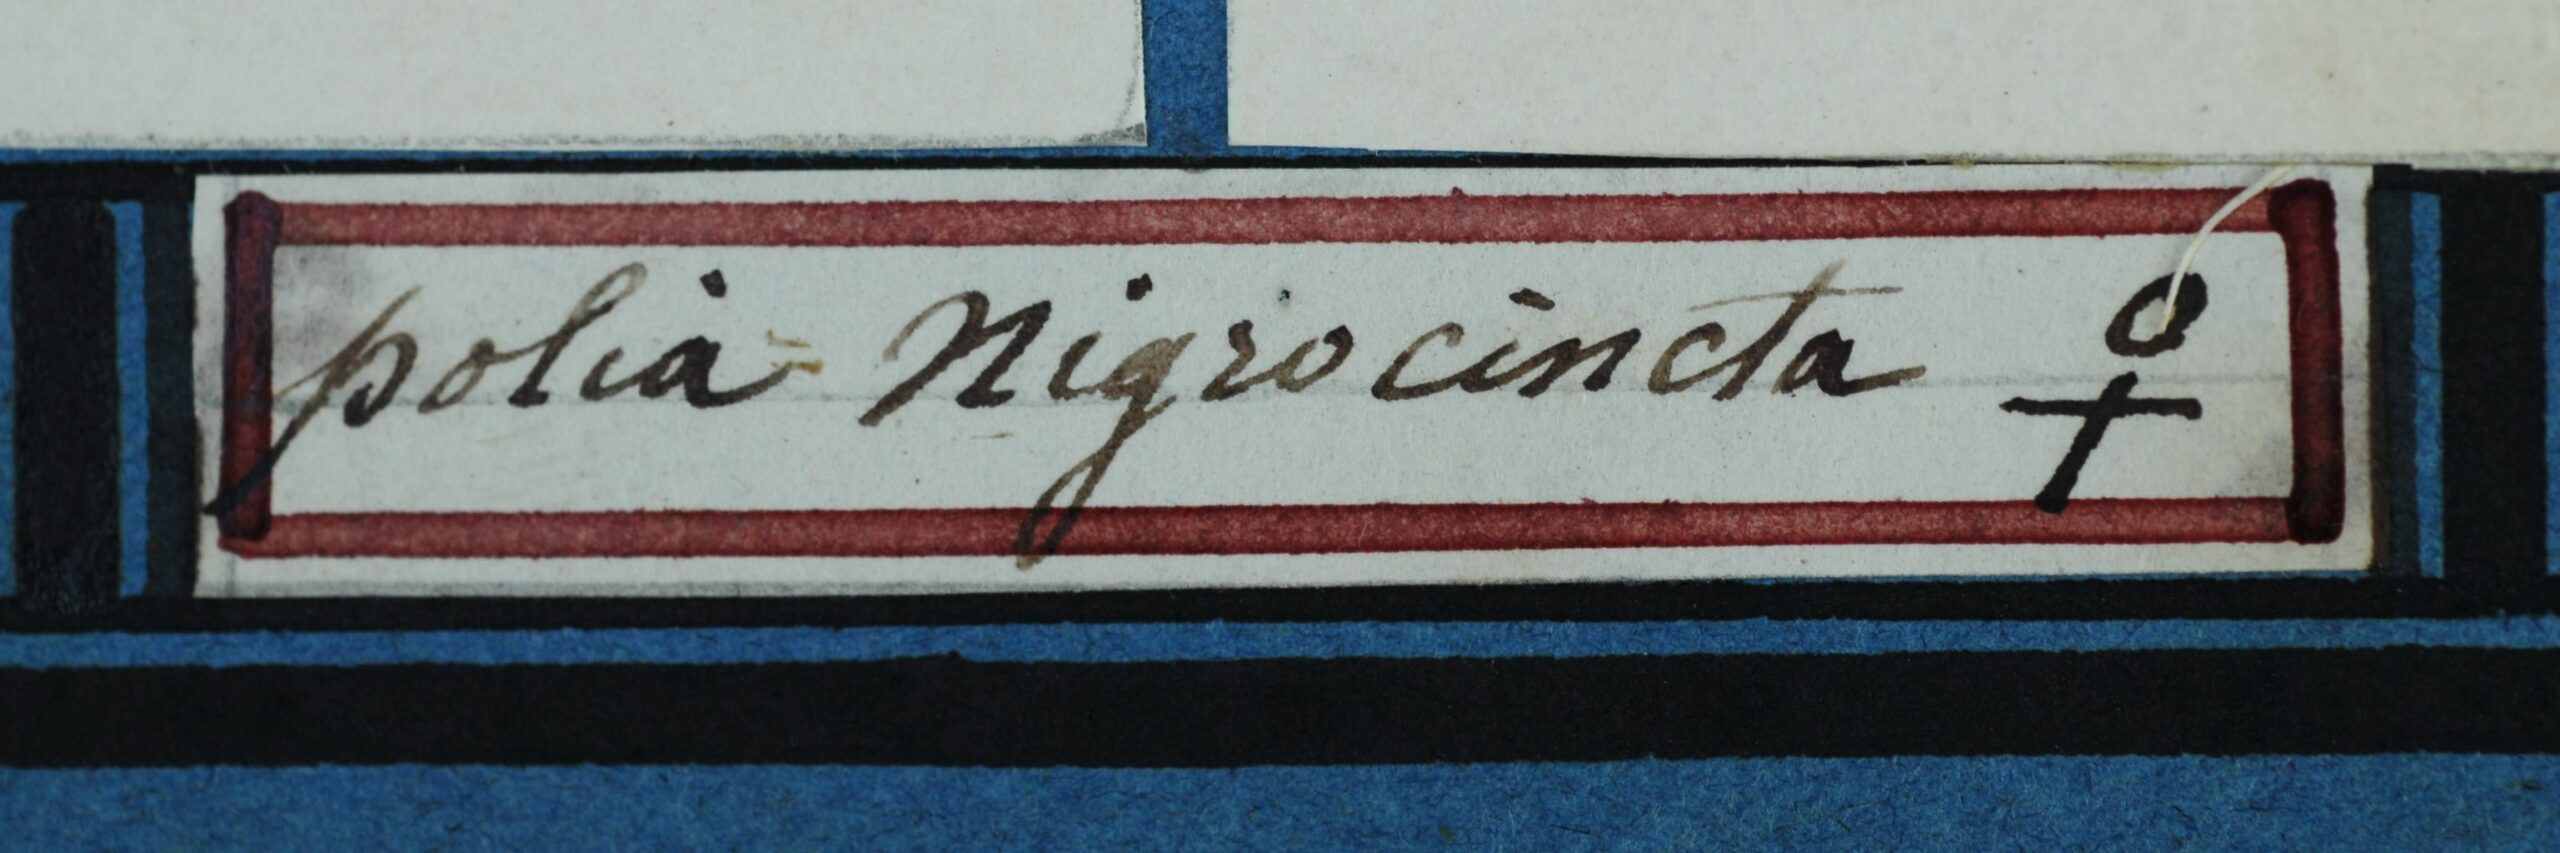 polia Nigrocincta ♀